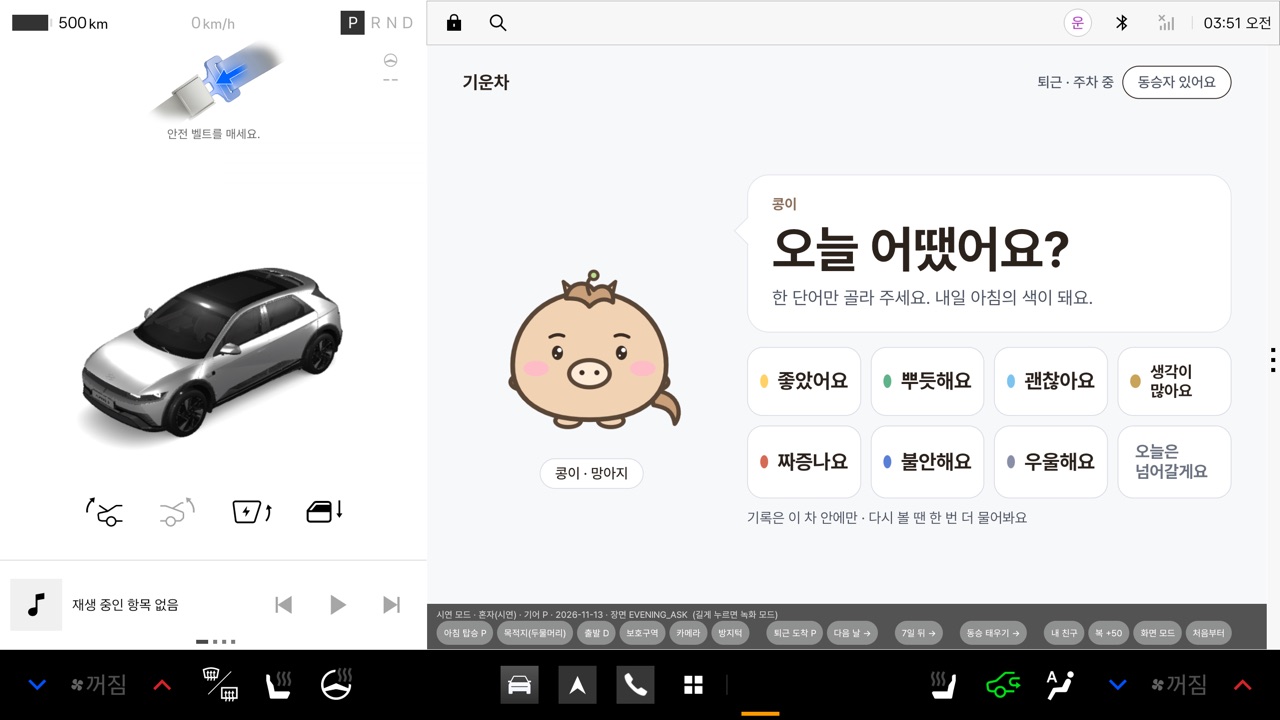 500 km
0 km/h
P R N D
운
03:51 오전
--
안전 벨트를 매세요.
기운차
퇴근 · 주차 중
동승자 있어요
콩이
오늘 어땠어요?
한 단어만 골라 주세요. 내일 아침의 색이 돼요.
좋았어요
뿌듯해요
괜찮아요
생각이
많아요
짜증나요
불안해요
우울해요
오늘은
넘어갈게요
콩이 · 망아지
기록은 이 차 안에만 · 다시 볼 땐 한 번 더 물어봐요
재생 중인 항목 없음
시연 모드 · 혼자(시연) · 기어 P · 2026-11-13 · 장면 EVENING_ASK (길게 누르면 녹화 모드)
아침 탑승 P
목적지(두물머리)
출발 D
보호구역
카메라
방지턱
퇴근 도착 P
다음 날 →
7일 뒤 →
동승 태우기 →
내 친구
복 +50
화면 모드
처음부터
꺼짐
A
꺼짐